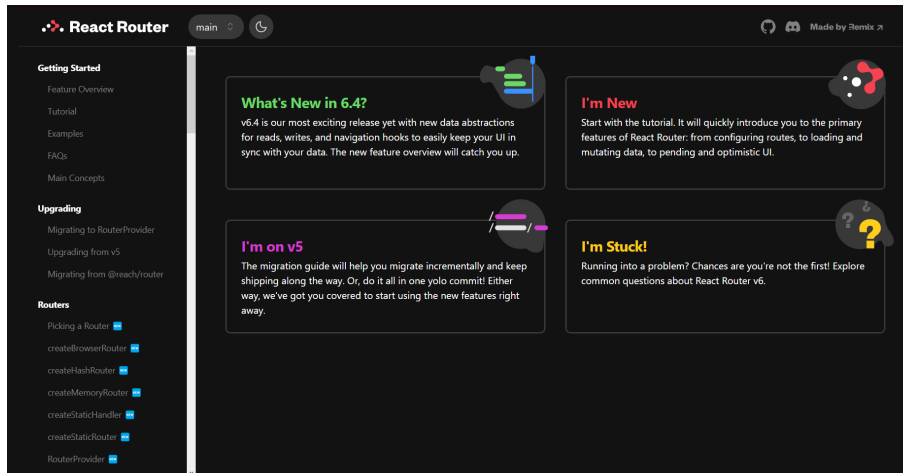 React Router
main
Made by Remix ↗
Getting Started
Feature Overview
Tutorial
Examples
FAQs
Main Concepts
Upgrading
Migrating to RouterProvider
Upgrading from v5
Migrating from @reach/router
Routers
Picking a Router 🆕
createBrowserRouter 🆕
createHashRouter 🆕
createMemoryRouter 🆕
createStaticHandler 🆕
createStaticRouter 🆕
RouterProvider 🆕
What's New in 6.4?
v6.4 is our most exciting release yet with new data abstractions
for reads, writes, and navigation hooks to easily keep your UI in
sync with your data. The new feature overview will catch you up.
I'm New
Start with the tutorial. It will quickly introduce you to the primary
features of React Router: from configuring routes, to loading and
mutating data, to pending and optimistic UI.
I'm on v5
The migration guide will help you migrate incrementally and keep
shipping along the way. Or, do it all in one yolo commit! Either
way, we've got you covered to start using the new features right
away.
I'm Stuck!
Running into a problem? Chances are you're not the first! Explore
common questions about React Router v6.